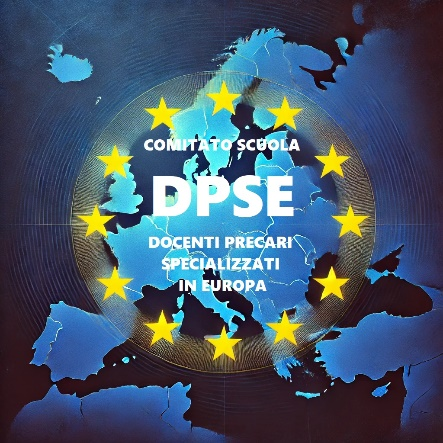 COMITATO SCUOLA
DPSE
DOCENTI PRECARI
SPECIALIZZATI
IN EUROPA